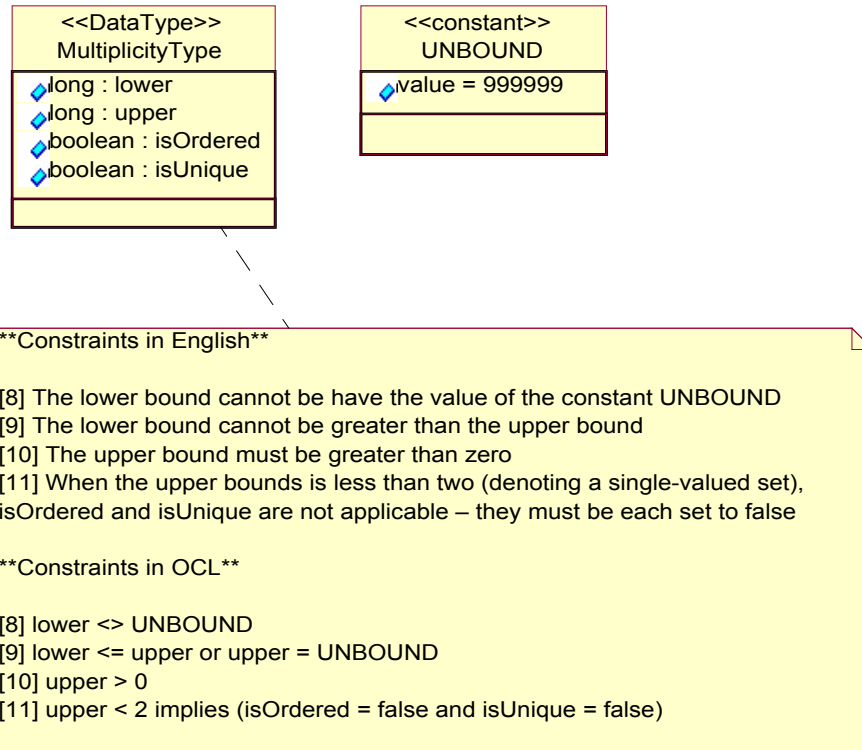 <<DataType>>
MultiplicityType
long : lower
long : upper
boolean : isOrdered
boolean : isUnique
<<constant>>
UNBOUND
value = 999999
**Constraints in English**
[8] The lower bound cannot be have the value of the constant UNBOUND
[9] The lower bound cannot be greater than the upper bound
[10] The upper bound must be greater than zero
[11] When the upper bounds is less than two (denoting a single-valued set),
isOrdered and isUnique are not applicable – they must be each set to false
**Constraints in OCL**
[8] lower <> UNBOUND
[9] lower <= upper or upper = UNBOUND
[10] upper > 0
[11] upper < 2 implies (isOrdered = false and isUnique = false)